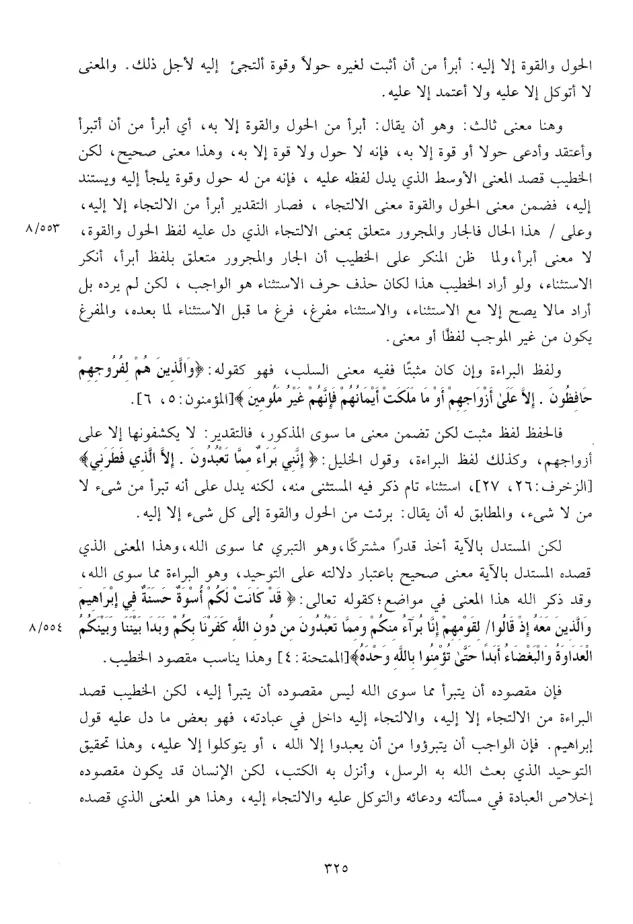 الحول والقوة إلا إليه: أبرأ من أن أثبت لغيره حولاً وقوة ألتجئ إليه لأجل ذلك. والمعنى
لا أتوكل إلا عليه ولا أعتمد إلا عليه.
وهنا معنى ثالث: وهو أن يقال: أبرأ من الحول والقوة إلا به، أي أبرأ من أن أتبرأ
وأعتقد وأدعى حولا أو قوة إلا به، فإنه لا حول ولا قوة إلا به، وهذا معنى صحيح، لكن
الخطيب قصد المعنى الأوسط الذي يدل لفظه عليه ، فإنه من له حول وقوة يلجأ إليه ويستند
إليه، فضمن معنى الحول والقوة معنى الالتجاء ، فصار التقدير أبرأ من الالتجاء إلا إليه،
وعلى / هذا الحال فالجار والمجرور متعلق بمعنى الالتجاء الذي دل عليه لفظ الحول والقوة،
٨/٥٥٣
لا معنى أبرأ، ولما ظن المنكر على الخطيب أن الجار والمجرور متعلق بلفظ أبرأ، أنكر
الاستثناء، ولو أراد الخطيب هذا لكان حذف حرف الاستثناء هو الواجب ، لكن لم يرده بل
أراد مالا يصح إلا مع الاستثناء، والاستثناء مفرغ، فرغ ما قبل الاستثناء لما بعده، والمفرغ
يكون من غير الموجب لفظًا أو معنى.
ولفظ البراءة وإن كان مثبتًا ففيه معنى السلب، فهو كقوله: ﴿وَالَّذِينَ هُمْ لِفُرُوجِهِمْ
حَافِظُونَ . إِلاَّ عَلَىٰ أَزْوَاجِهِمْ أَوْ مَا مَلَكَتْ أَيْمَانُهُمْ فَإِنَّهُمْ غَيْرُ مَلُومِينَ﴾[المؤمنون:٥، ٦].
فالحفظ لفظ مثبت لكن تضمن معنى ما سوى المذكور، فالتقدير: لا يكشفونها إلا على
أزواجهم، وكذلك لفظ البراءة، وقول الخليل: ﴿ إِنَّنِي بَرَاءٌ مِمَّا تَعْبُدُونَ . إِلاَّ الَّذِي فَطَرَنِي﴾
[الزخرف:٢٦، ٢٧]، استثناء تام ذكر فيه المستثنى منه، لكنه يدل على أنه تبرأ من شىء لا
من لا شىء، والمطابق له أن يقال: برئت من الحول والقوة إلى كل شىء إلا إليه.
لكن المستدل بالآية أخذ قدرًا مشتركًا، وهو التبري مما سوى الله، وهذا المعنى الذي
قصده المستدل بالآية معنى صحيح باعتبار دلالته على التوحيد، وهو البراءة مما سوى الله،
وقد ذكر الله هذا المعنى في مواضع؛ كقوله تعالى: ﴿ قَدْ كَانَتْ لَكُمْ أُسْوَةٌ حَسَنَةٌ فِي إِبْرَاهِيمَ
وَالَّذِينَ مَعَهُ إِذْ قَالُوا/ لِقَوْمِهِمْ إِنَّا بُرَآءُ مِنكُمْ وَمِمَّا تَعْبُدُونَ مِن دُونِ اللَّهِ كَفَرْنَا بِكُمْ وَبَدَا بَيْنَنَا وَبَيْنَكُمُ
٨/٥٥٤
الْعَدَاوَةُ وَالْبَغْضَاءُ أَبَدًا حَتَّىٰ تُؤْمِنُوا بِاللَّهِ وَحْدَهُ﴾[الممتحنة:٤] وهذا يناسب مقصود الخطيب.
فإن مقصوده أن يتبرأ مما سوى الله ليس مقصوده أن يتبرأ إليه، لكن الخطيب قصد
البراءة من الالتجاء إلا إليه، والالتجاء إليه داخل في عبادته، فهو بعض ما دل عليه قول
إبراهيم. فإن الواجب أن يتبرؤوا من أن يعبدوا إلا الله ، أو يتوكلوا إلا عليه، وهذا تحقيق
التوحيد الذي بعث الله به الرسل، وأنزل به الكتب، لكن الإنسان قد يكون مقصوده
إخلاص العبادة في مسألته ودعائه والتوكل عليه والالتجاء إليه، وهذا هو المعنى الذي قصده
٣٢٥